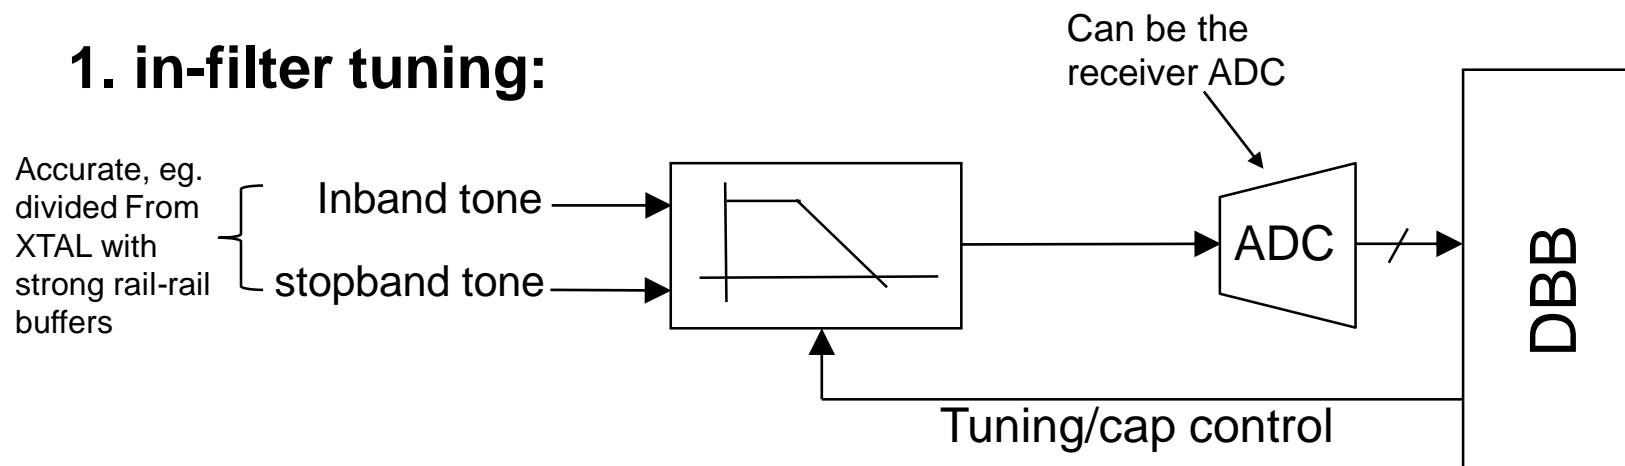 1. in-filter tuning:
Can be the
receiver ADC
Accurate, eg.
divided From
XTAL with
strong rail-rail
buffers
Inband tone
stopband tone
ADC
DBB
Tuning/cap control